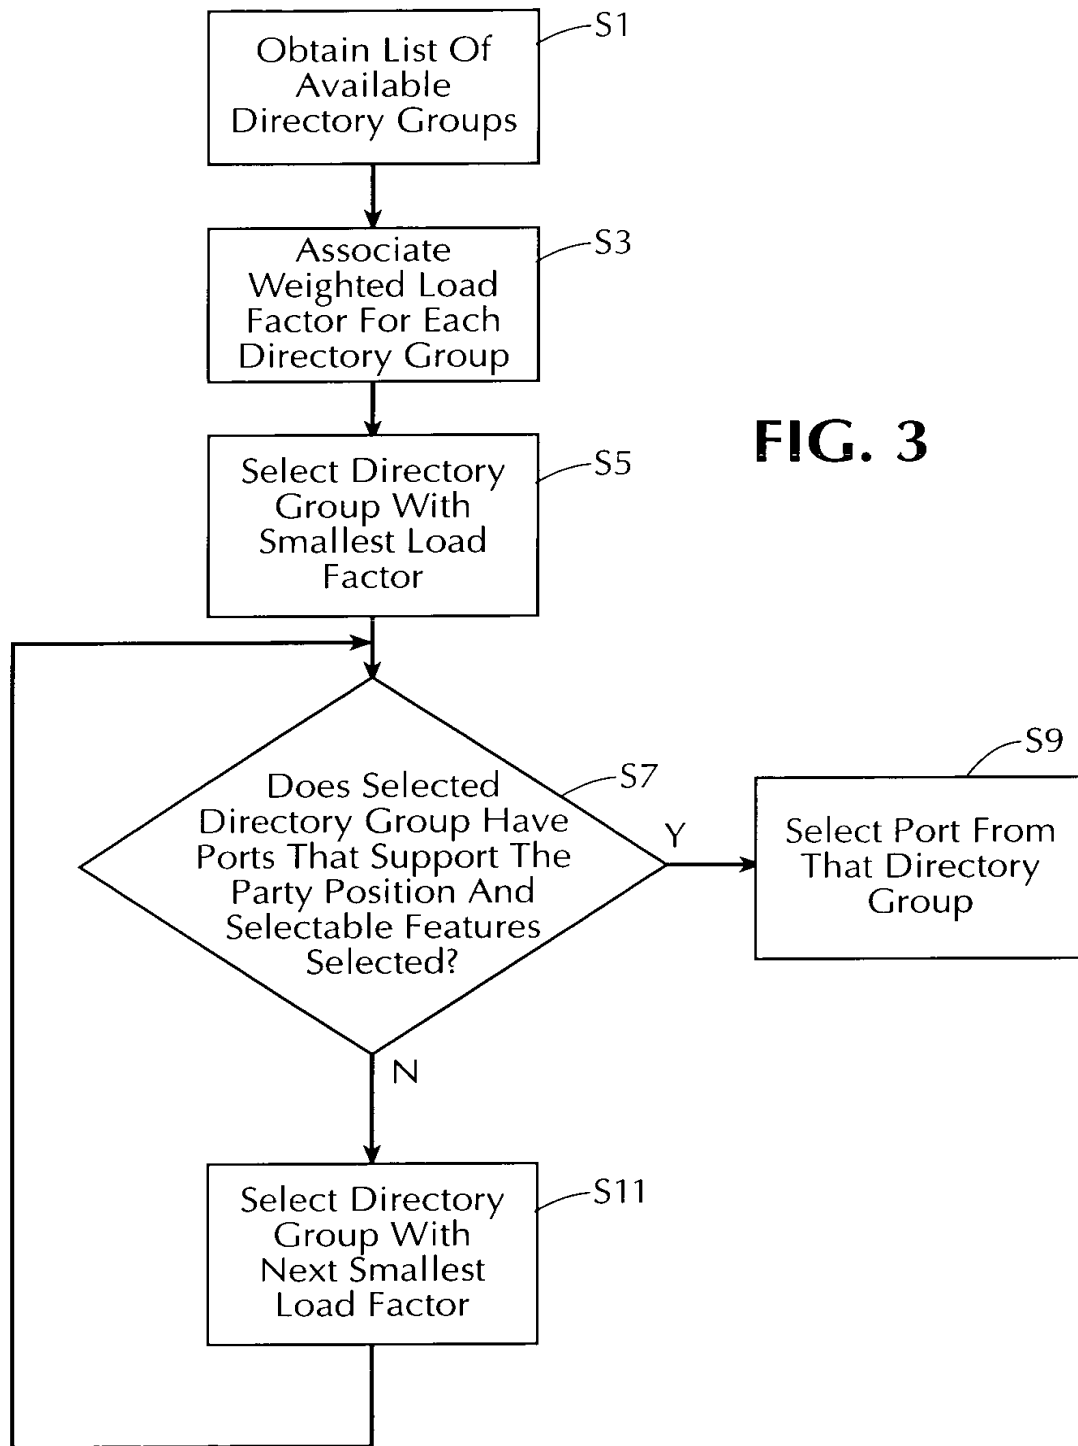 Obtain List Of
Available
Directory Groups
S1
Associate
Weighted Load
Factor For Each
Directory Group
S3
FIG. 3
Select Directory
Group With
Smallest Load
Factor
S5
Does Selected
Directory Group Have
Ports That Support The
Party Position And
Selectable Features
Selected?
S7
Y
Select Port From
That Directory
Group
S9
N
Select Directory
Group With
Next Smallest
Load Factor
S11